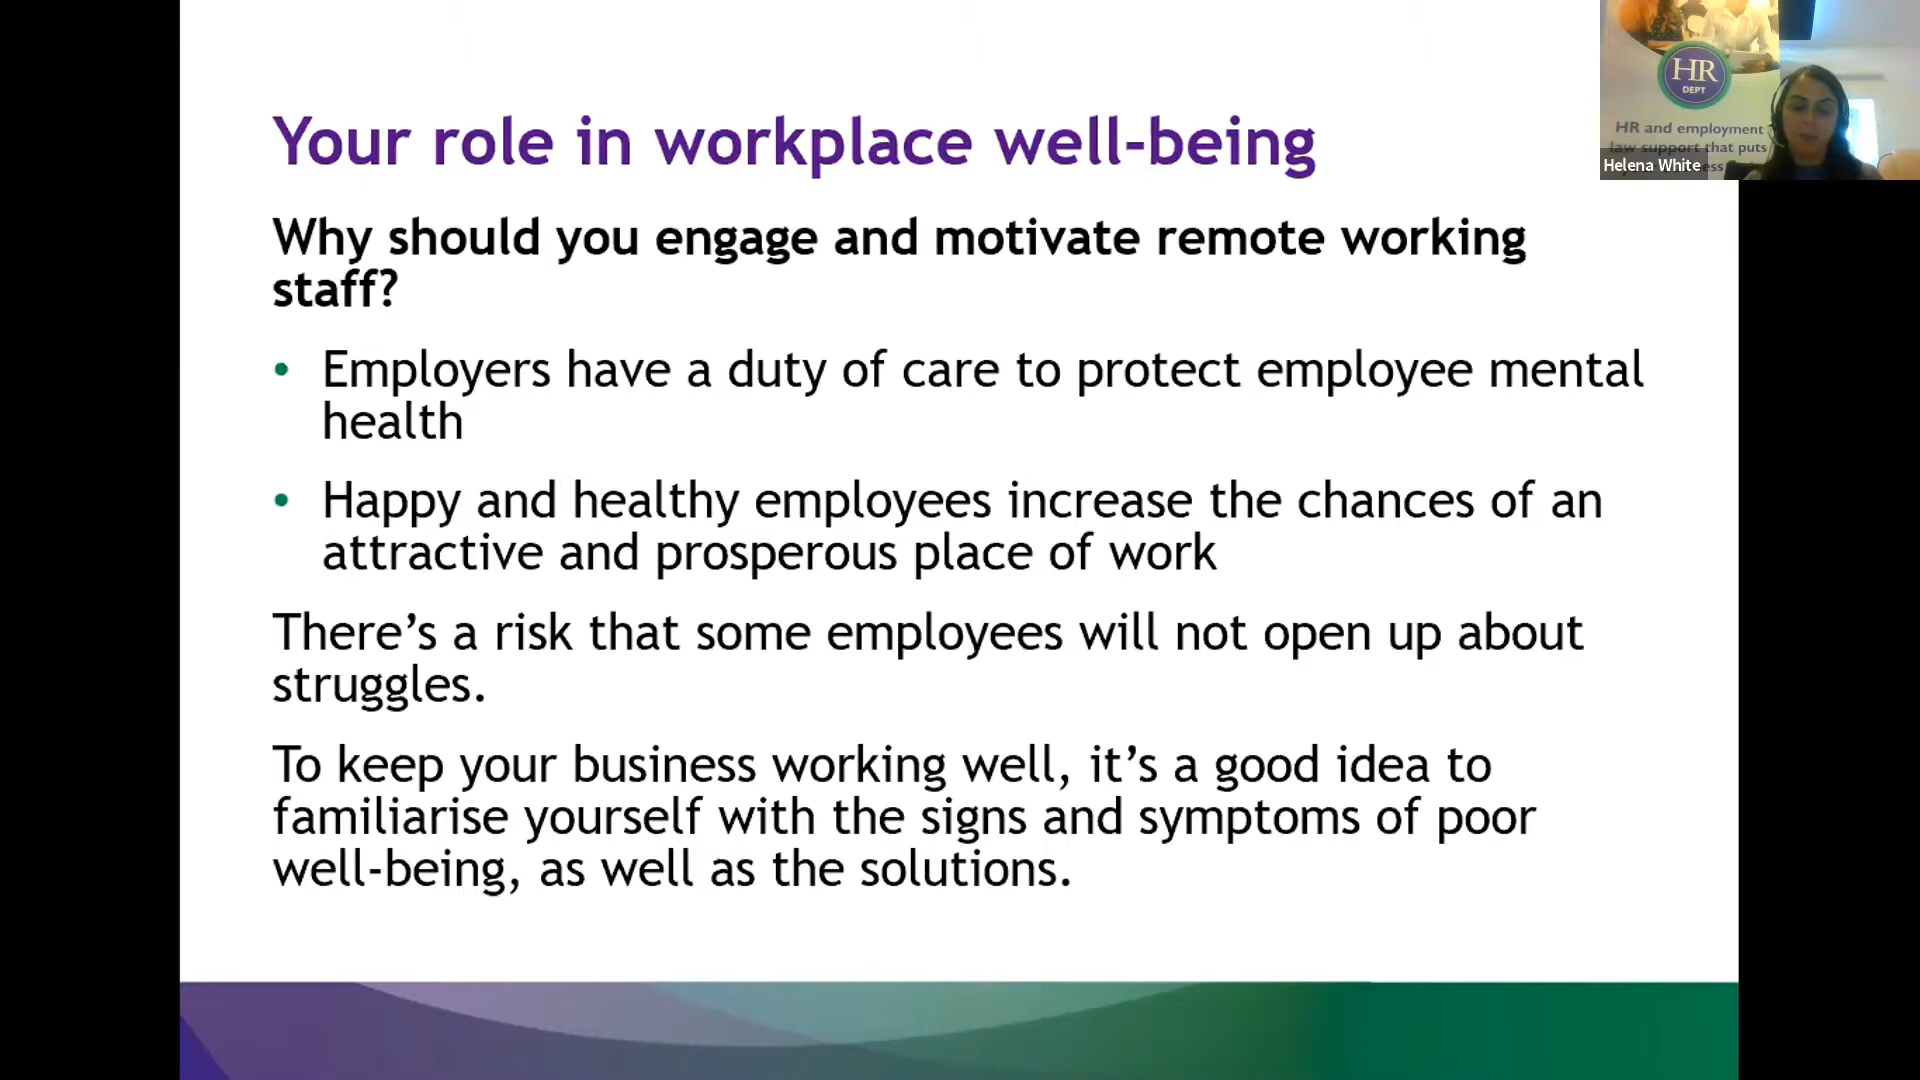 Your role in workplace well-being
Why should you engage and motivate remote working
staff?
• Employers have a duty of care to protect employee mental
health
• Happy and healthy employees increase the chances of an
attractive and prosperous place of work
There’s a risk that some employees will not open up about
struggles.
To keep your business working well, it’s a good idea to
familiarise yourself with the signs and symptoms of poor
well-being, as well as the solutions.
HR
DEPT
HR and employment
law support that puts
Helena White